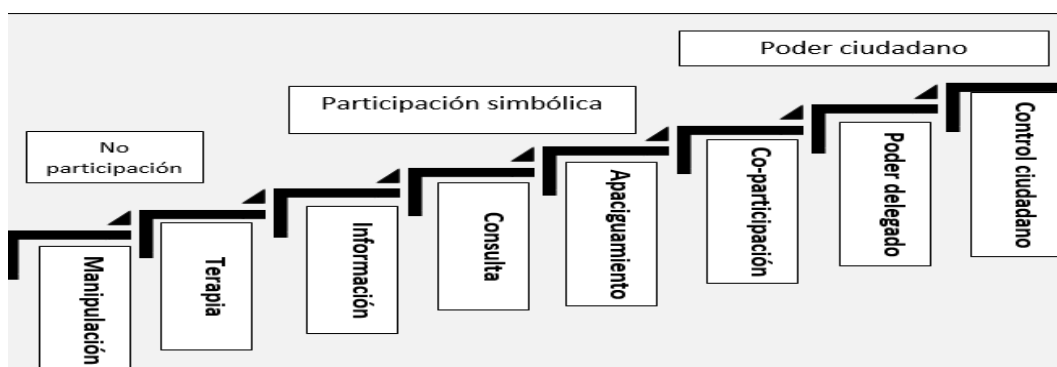 No
participación
Participación simbólica
Poder ciudadano
Manipulación
Terapia
Información
Consulta
Apaciguamiento
Co-participación
Poder delegado
Control ciudadano